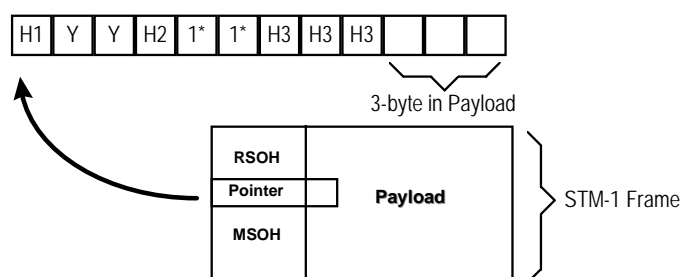 H1 Y Y H2 1* 1* H3 H3 H3
3-byte in Payload
RSOH
Pointer
Payload
MSOH
STM-1 Frame